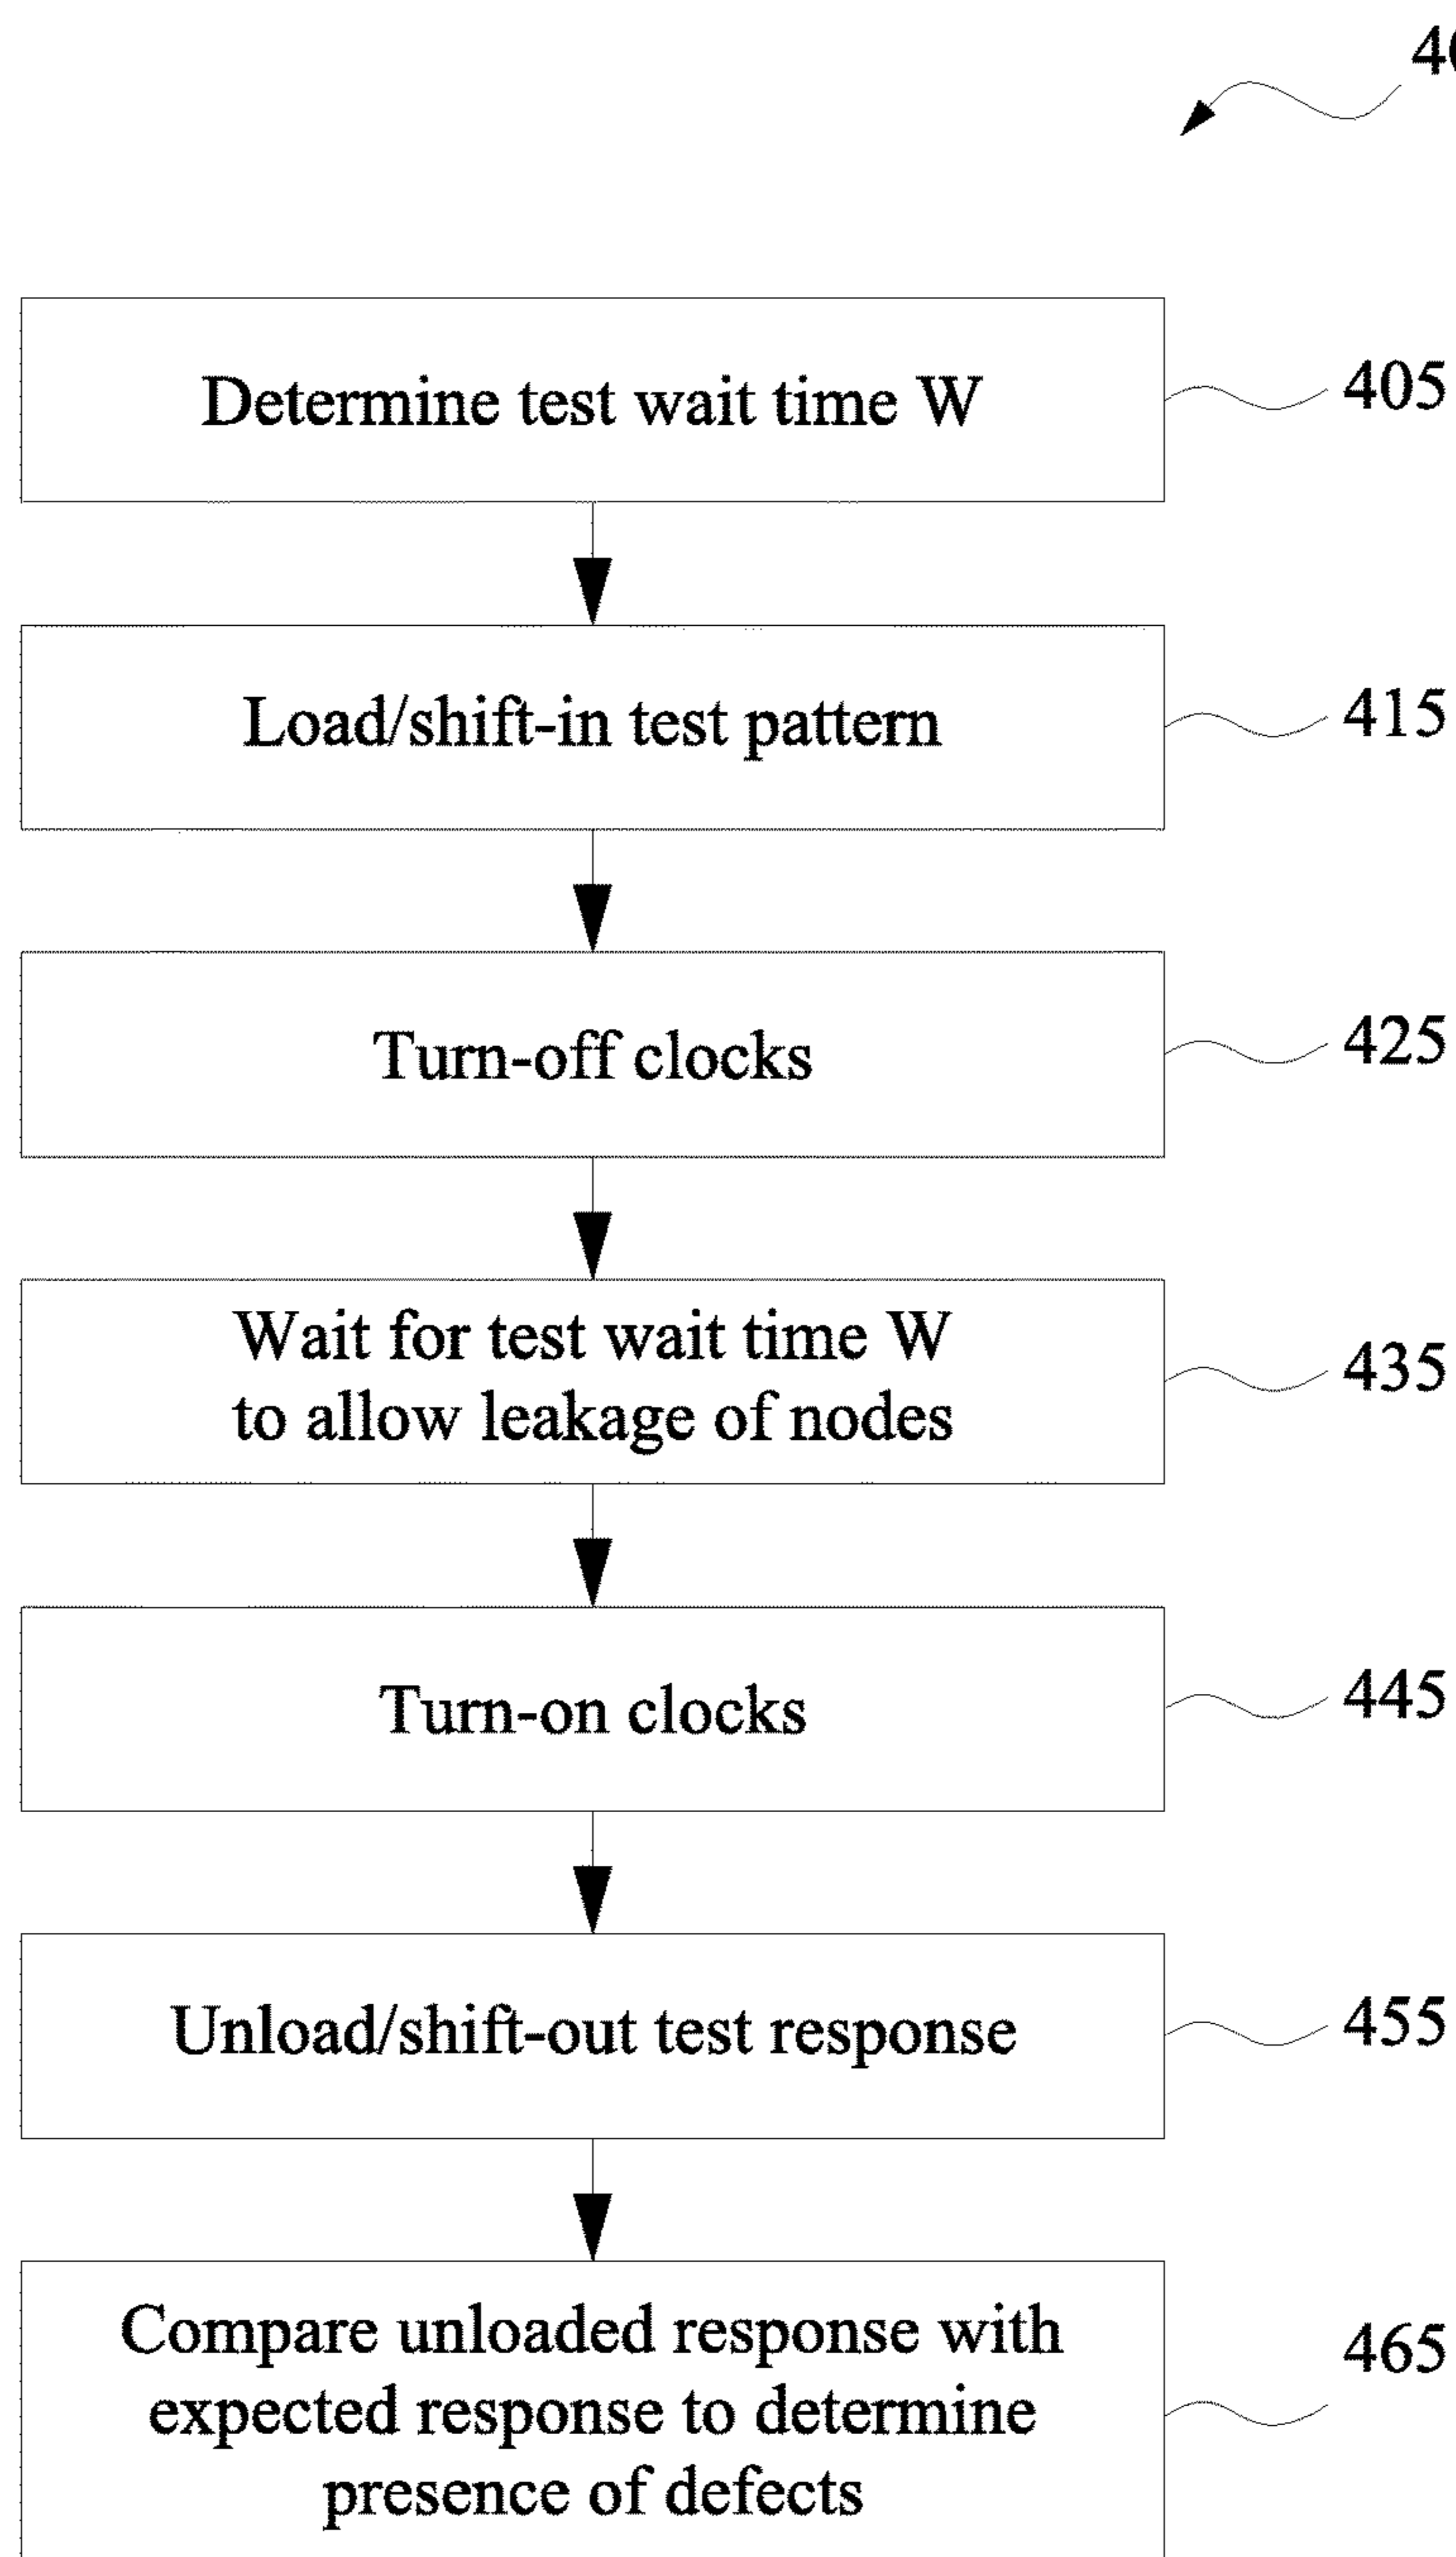 Determine test wait time W
405
Load/shift-in test pattern
415
Turn-off clocks
425
Wait for test wait time W
to allow leakage of nodes
435
Turn-on clocks
445
Unload/shift-out test response
455
Compare unloaded response with
expected response to determine
presence of defects
465